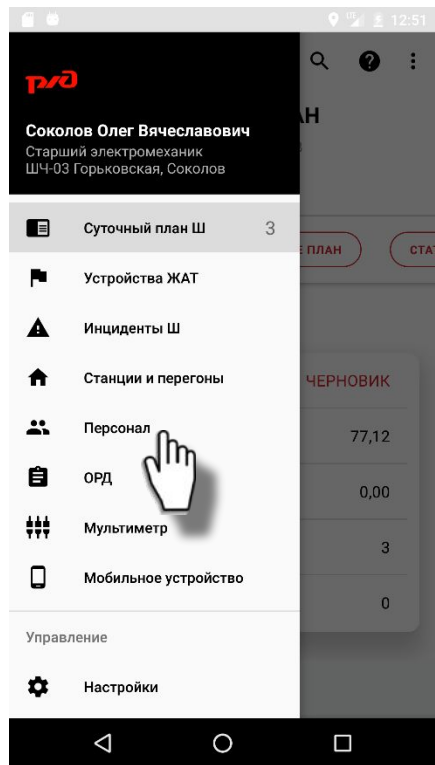 12:51
ржд
Соколов Олег Вячеславович
Старший электромеханик
ШЧ-03 Горьковская, Соколов
Суточный план Ш 3
Устройства ЖАТ
Инциденты Ш
Станции и перегоны
Персонал
ОРД
Мультиметр
Мобильное устройство
Управление
Настройки
АН
Е ПЛАН
СТАТ
ЧЕРНОВИК
77,12
0,00
3
0